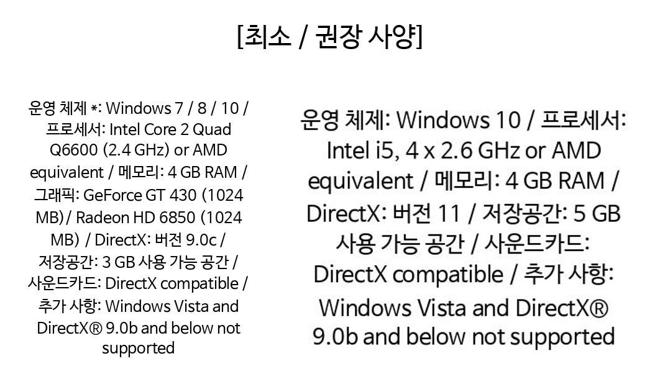 [최소 / 권장 사양]
운영 체제 *: Windows 7 / 8 / 10 /
프로세서: Intel Core 2 Quad
Q6600 (2.4 GHz) or AMD
equivalent / 메모리: 4 GB RAM /
그래픽: GeForce GT 430 (1024
MB)/ Radeon HD 6850 (1024
MB) / DirectX: 버전 9.0c /
저장공간: 3 GB 사용 가능 공간 /
사운드카드: DirectX compatible /
추가 사항: Windows Vista and
DirectX® 9.0b and below not
supported
운영 체제: Windows 10 / 프로세서:
Intel i5, 4 x 2.6 GHz or AMD
equivalent / 메모리: 4 GB RAM /
DirectX: 버전 11 / 저장공간: 5 GB
사용 가능 공간 / 사운드카드:
DirectX compatible / 추가 사항:
Windows Vista and DirectX®
9.0b and below not supported